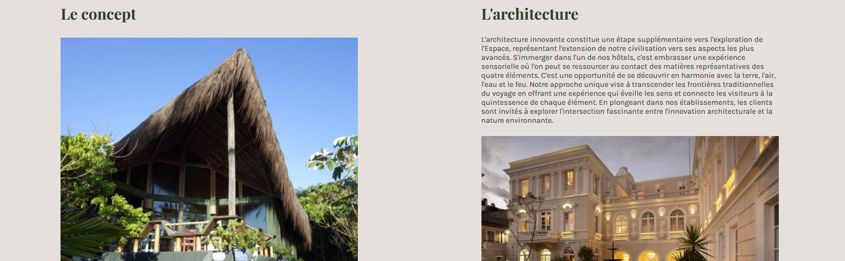 Le concept
L'architecture
L'architecture innovante constitue une étape supplémentaire vers l'exploration de
l'Espace, représentant l'extension de notre civilisation vers ses aspects les plus
avancés. S'immerger dans l'un de nos hôtels, c'est embrasser une expérience
sensorielle où l'on peut se ressourcer au contact des matières représentatives des
quatre éléments. C'est une opportunité de se découvrir en harmonie avec la terre, l'air,
l'eau et le feu. Notre approche unique vise à transcender les frontières traditionnelles
du voyage en offrant une expérience qui éveille les sens et connecte les visiteurs à la
quintessence de chaque élément. En plongeant dans nos établissements, les clients
sont invités à explorer l'intersection fascinante entre l'innovation architecturale et la
nature environnante.